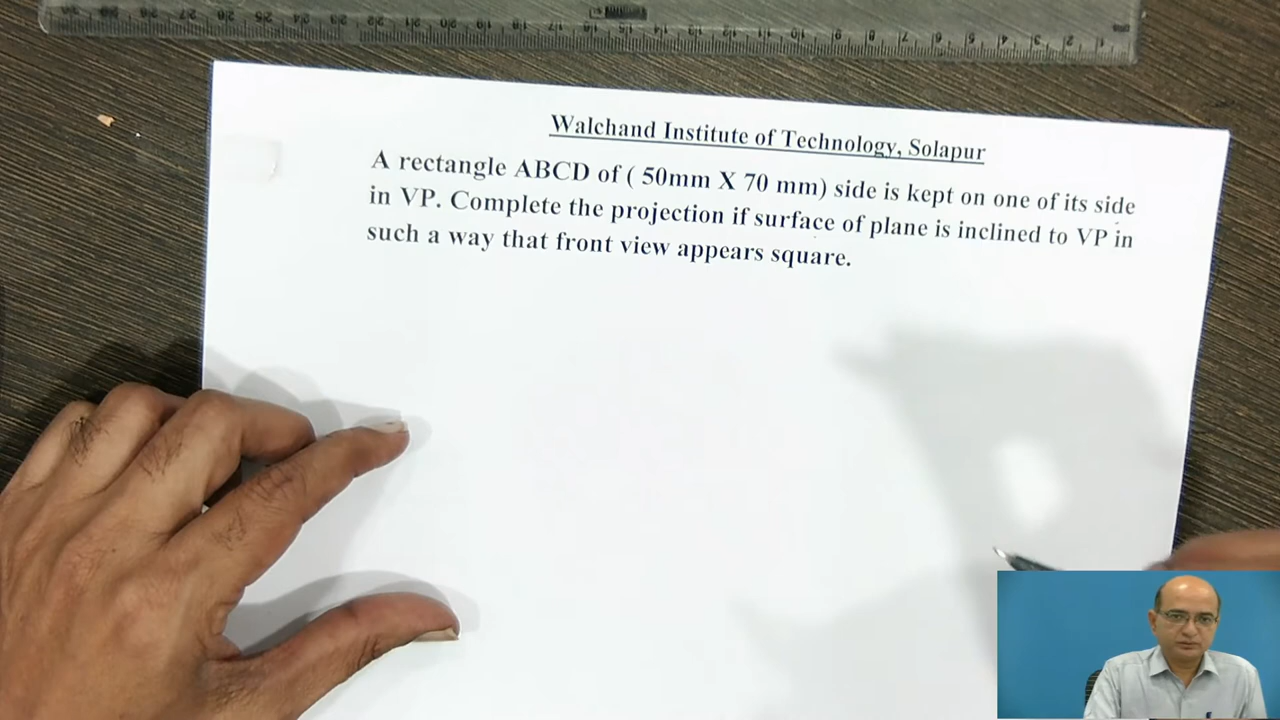 Walchand Institute of Technology, Solapur
A rectangle ABCD of ( 50mm X 70 mm) side is kept on one of its side
in VP. Complete the projection if surface of plane is inclined to VP in
such a way that front view appears square.